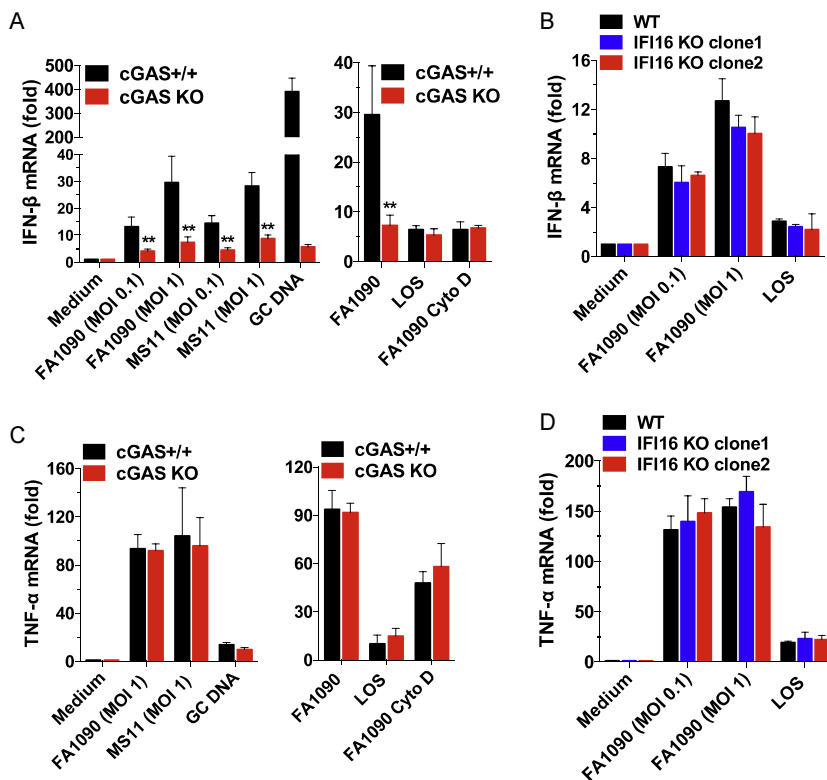 A
IFN-β mRNA (fold)
500
400
300
200
100
40
30
20
10
0
cGAS+/+
cGAS KO
**
**
**
**
Medium
FA1090 (MOI 0.1)
FA1090 (MOI 1)
MS11 (MOI 0.1)
MS11 (MOI 1)
GC DNA
40
30
20
10
0
cGAS+/+
cGAS KO
**
FA1090
LOS
FA1090 Cyto D
B
WT
IFI16 KO clone1
IFI16 KO clone2
IFN-β mRNA (fold)
16
12
8
4
0
Medium
FA1090 (MOI 0.1)
FA1090 (MOI 1)
LOS
C
cGAS+/+
cGAS KO
TNF-α mRNA (fold)
160
120
80
40
0
Medium
FA1090 (MOI 1)
MS11 (MOI 1)
GC DNA
cGAS+/+
cGAS KO
120
90
60
30
0
FA1090
LOS
FA1090 Cyto D
D
WT
IFI16 KO clone1
IFI16 KO clone2
TNF-α mRNA (fold)
200
150
100
50
0
Medium
FA1090 (MOI 0.1)
FA1090 (MOI 1)
LOS